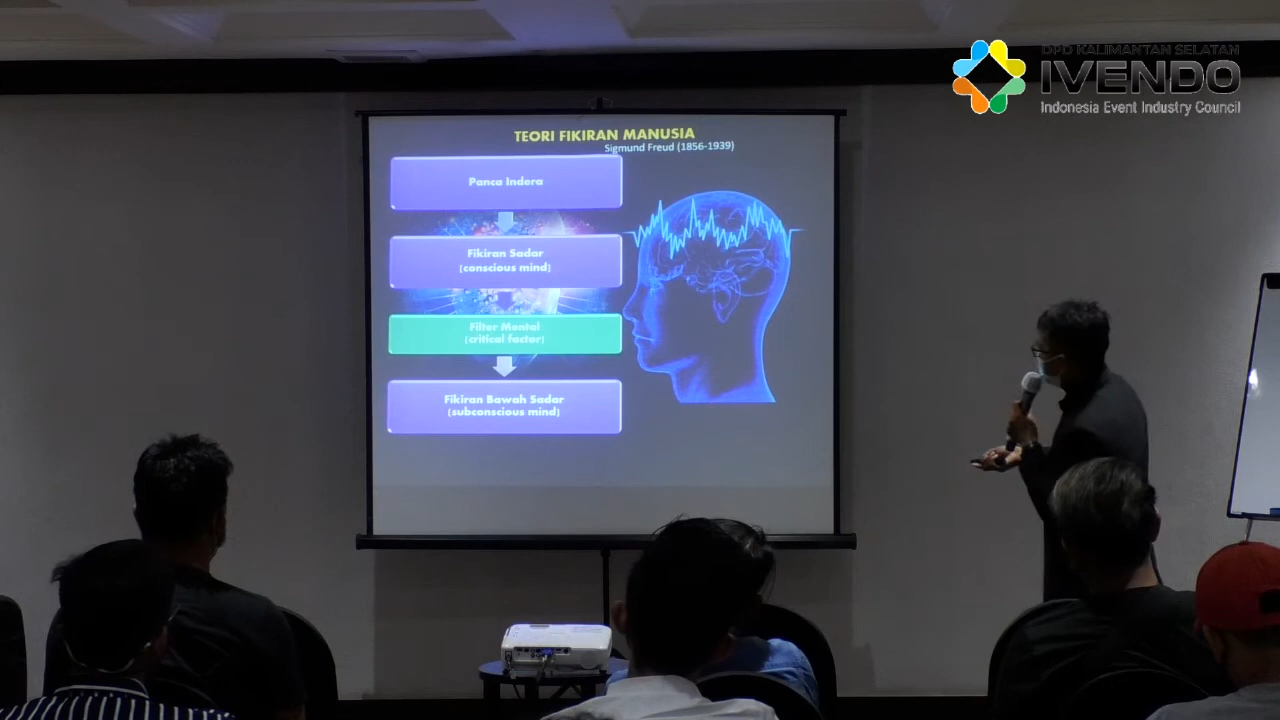 DPD KALIMANTAN SELATAN
IVENDO
Indonesia Event Industry Council
TEORI FIKIRAN MANUSIA
Sigmund Freud (1856-1939)
Panca Indera
Fikiran Sadar
(conscious mind)
Filter Mental
(critical factor)
Fikiran Bawah Sadar
(subconscious mind)